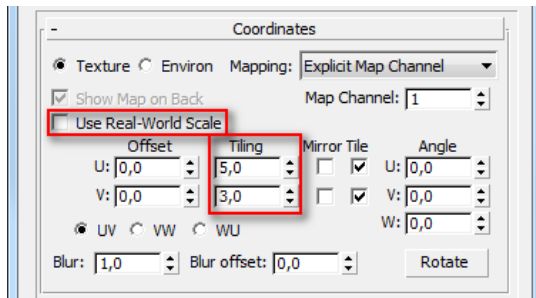 - Coordinates
Texture Environ Mapping: Explicit Map Channel
Show Map on Back Map Channel: 1
Use Real-World Scale
Offset Tiling Mirror Tile Angle
U: 0,0 5,0 U: 0,0
V: 0,0 3,0 V: 0,0
UV VW WU W: 0,0
Blur: 1,0 Blur offset: 0,0 Rotate